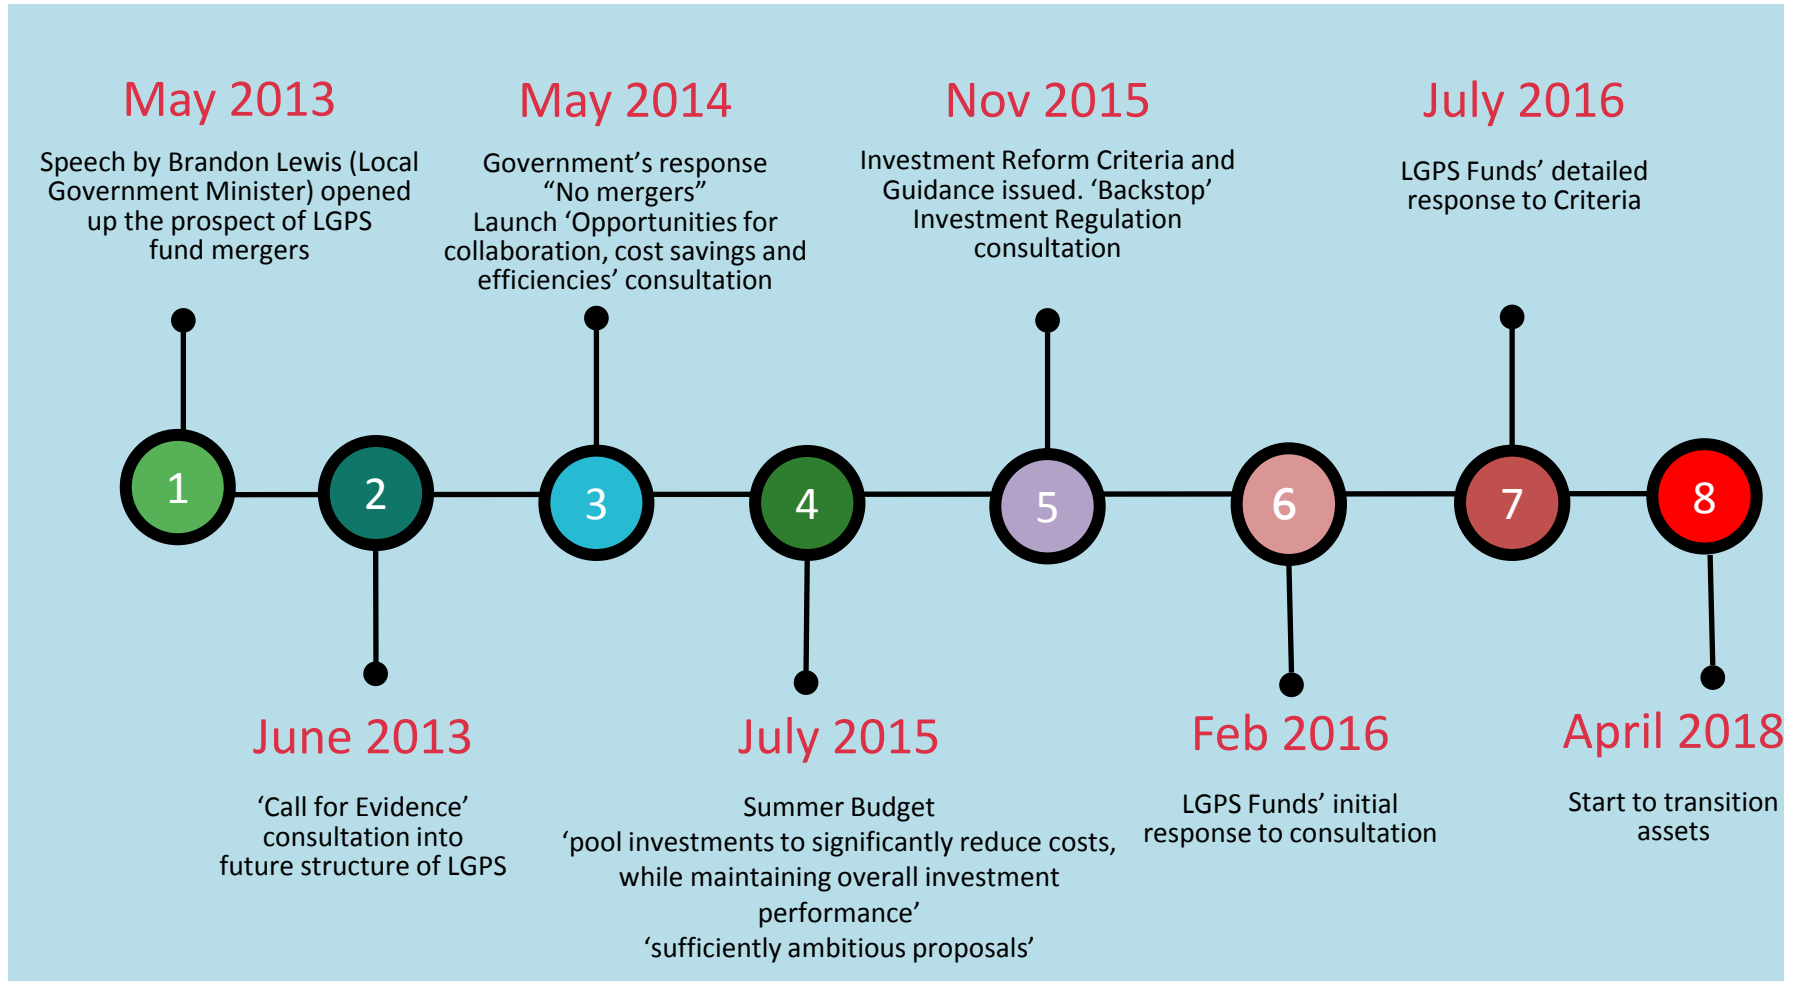 May 2013
Speech by Brandon Lewis (Local
Government Minister) opened
up the prospect of LGPS
fund mergers
May 2014
Government’s response
“No mergers”
Launch ‘Opportunities for
collaboration, cost savings and
efficiencies’ consultation
Nov 2015
Investment Reform Criteria and
Guidance issued. ‘Backstop’
Investment Regulation
consultation
July 2016
LGPS Funds’ detailed
response to Criteria
1
2
3
4
5
6
7
8
June 2013
‘Call for Evidence’
consultation into
future structure of LGPS
July 2015
Summer Budget
‘pool investments to significantly reduce costs,
while maintaining overall investment
performance’
‘sufficiently ambitious proposals’
Feb 2016
LGPS Funds’ initial
response to consultation
April 2018
Start to transition
assets